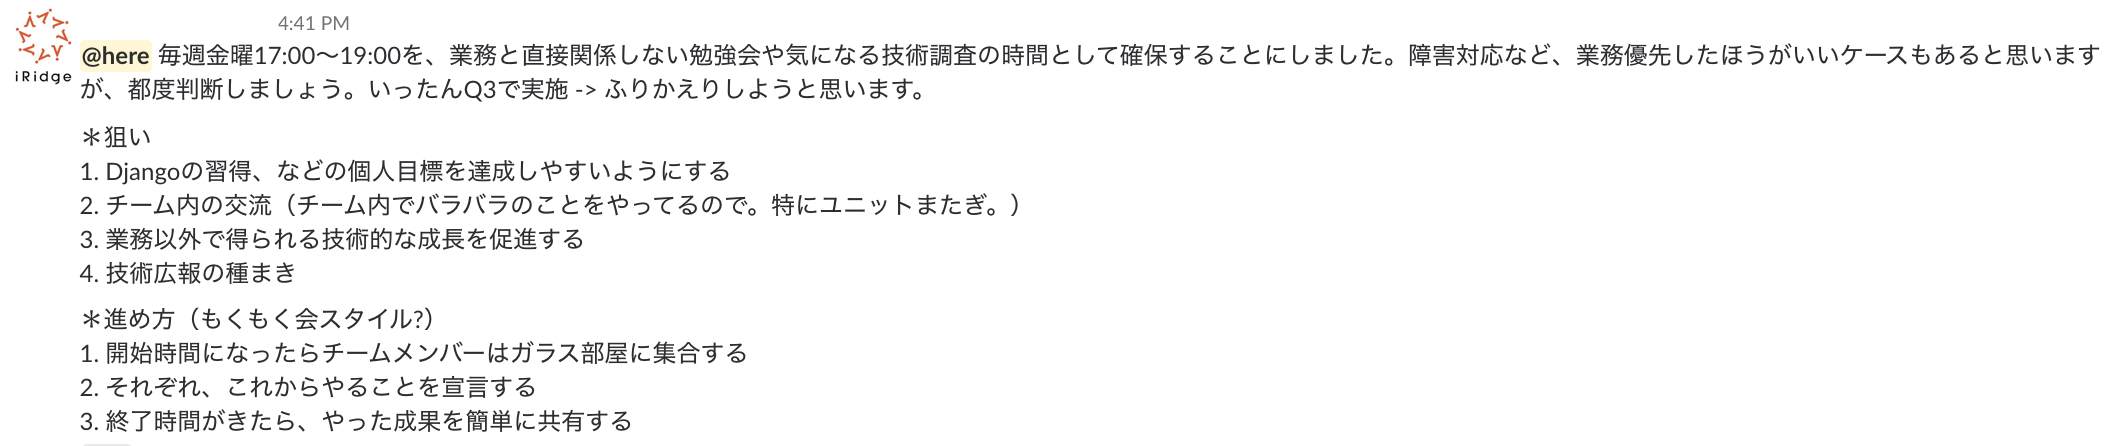 4:41 PM
iRidge
@here 毎週金曜17:00〜19:00を、業務と直接関係しない勉強会や気になる技術調査の時間として確保することにしました。障害対応など、業務優先したほうがいいケースもあると思います
が、都度判断しましょう。いったんQ3で実施 -> ふりかえりしようと思います。
＊狙い
1. Djangoの習得、などの個人目標を達成しやすいようにする
2. チーム内の交流（チーム内でバラバラのことをやってるので。特にユニットまたぎ。）
3. 業務以外で得られる技術的な成長を促進する
4. 技術広報の種まき
＊進め方（もくもく会スタイル?）
1. 開始時間になったらチームメンバーはガラス部屋に集合する
2. それぞれ、これからやることを宣言する
3. 終了時間がきたら、やった成果を簡単に共有する